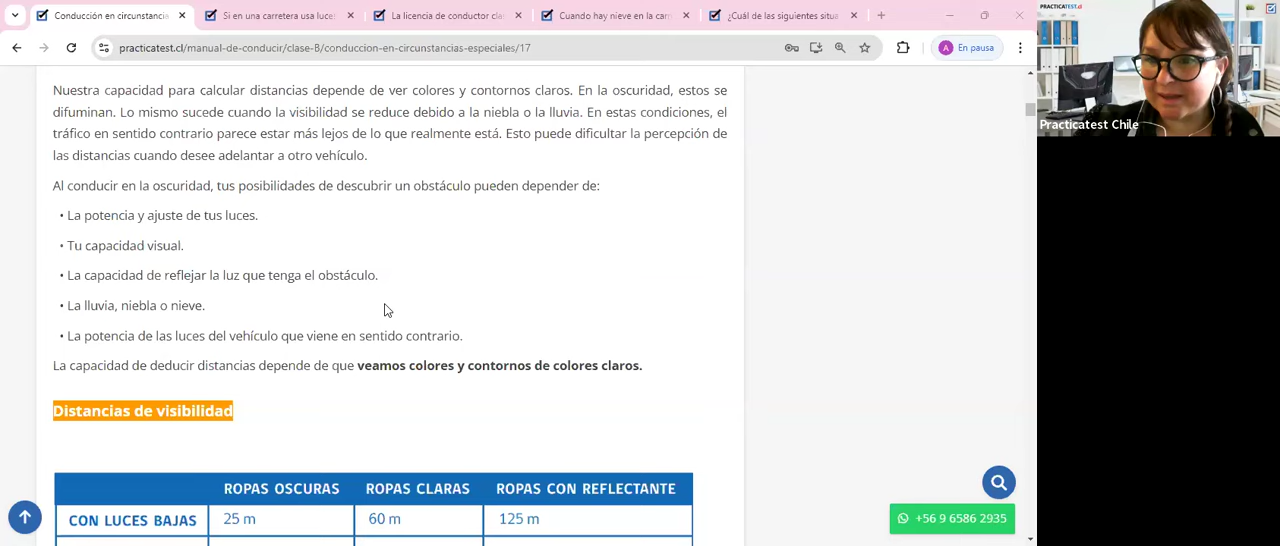 Conducción en circunstancia
Si en una carretera usa luces
La licencia de conductor cla
Cuando hay nieve en la carr
¿Cuál de las siguientes situa
practicatest.cl/manual-de-conducir/clase-B/conduccion-en-circunstancias-especiales/17
A En pausa
PRACTICATEST.cl
Practicatest Chile
Nuestra capacidad para calcular distancias depende de ver colores y contornos claros. En la oscuridad, estos se
difuminan. Lo mismo sucede cuando la visibilidad se reduce debido a la niebla o la lluvia. En estas condiciones, el
tráfico en sentido contrario parece estar más lejos de lo que realmente está. Esto puede dificultar la percepción de
las distancias cuando desee adelantar a otro vehículo.
Al conducir en la oscuridad, tus posibilidades de descubrir un obstáculo pueden depender de:
• La potencia y ajuste de tus luces.
• Tu capacidad visual.
• La capacidad de reflejar la luz que tenga el obstáculo.
• La lluvia, niebla o nieve.
• La potencia de las luces del vehículo que viene en sentido contrario.
La capacidad de deducir distancias depende de que veamos colores y contornos de colores claros.
Distancias de visibilidad
ROPAS OSCURAS ROPAS CLARAS ROPAS CON REFLECTANTE
CON LUCES BAJAS 25 m 60 m 125 m
+56 9 6586 2935